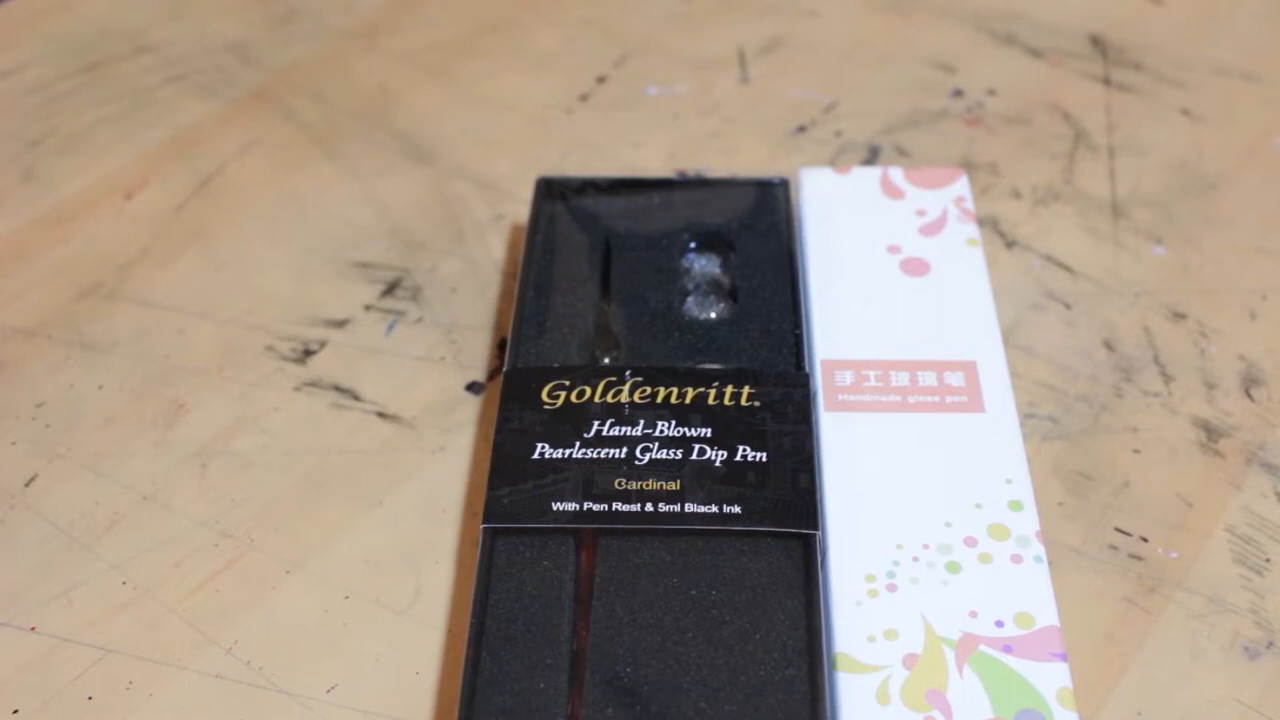 Goldenritt®
Hand-Blown
Pearlescent Glass Dip Pen
Cardinal
With Pen Rest & 5ml Black Ink
手工玻璃笔
Handmade glass pen